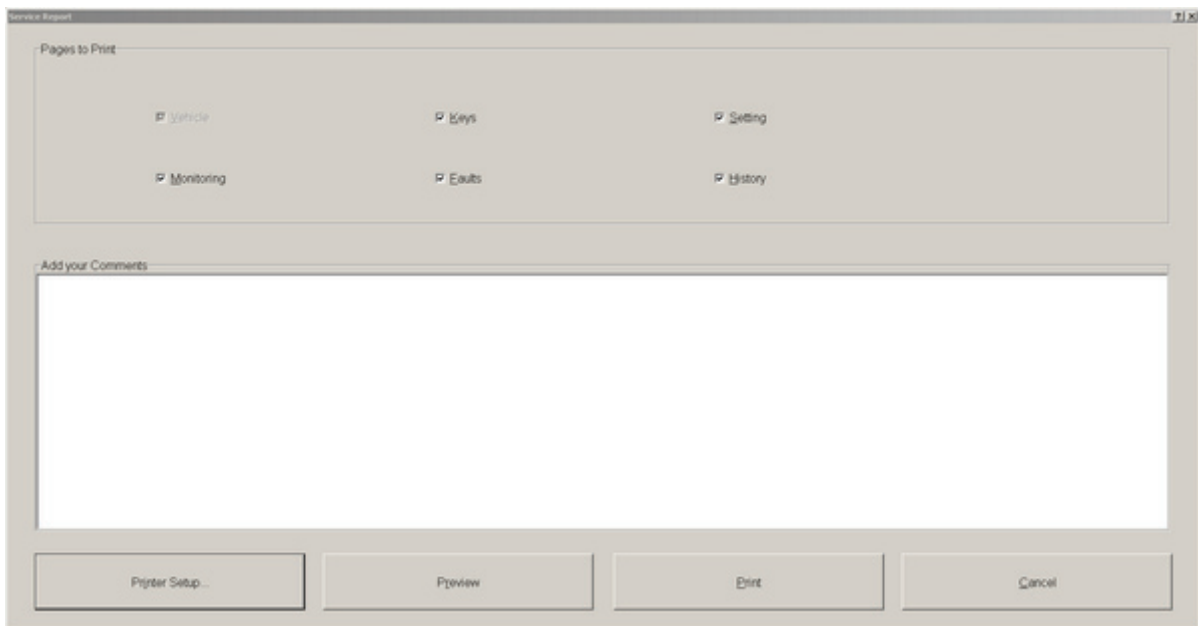 Service Report
Pages to Print
Vehicle Keys Setting
Monitoring Faults History
Add your Comments
Printer Setup... Preview Print Cancel